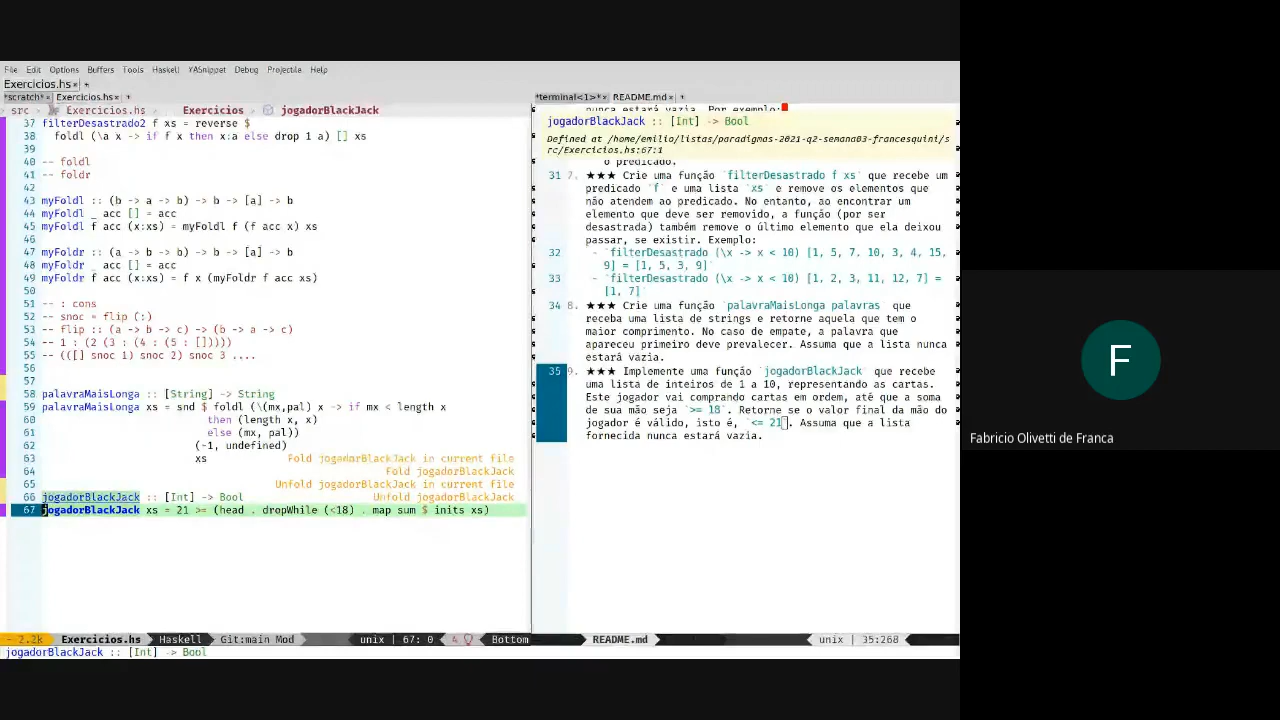 File Edit Options Buffers Tools Haskell YASnippet Debug Projectile Help
Exercicios.hs× +
*scratch*× Exercicios.hs× +
src Exercicios.hs Exercicios jogadorBlackJack
37 filterDesastrado2 f xs = reverse $
38 foldl (\a x -> if f x then x:a else drop 1 a) [] xs
39
40 -- foldl
41 -- foldr
42
43 myFoldl :: (b -> a -> b) -> b -> [a] -> b
44 myFoldl _ acc [] = acc
45 myFoldl f acc (x:xs) = myFoldl f (f acc x) xs
46
47 myFoldr :: (a -> b -> b) -> b -> [a] -> b
48 myFoldr _ acc [] = acc
49 myFoldr f acc (x:xs) = f x (myFoldr f acc xs)
50
51 -- : cons
52 -- snoc = flip (:)
53 -- flip :: (a -> b -> c) -> (b -> a -> c)
54 -- 1 : (2 (3 : (4 : (5 : []))))
55 -- (([] snoc 1) snoc 2) snoc 3 ....
56
57
58 palavraMaisLonga :: [String] -> String
59 palavraMaisLonga xs = snd $ foldl (\(mx,pal) x -> if mx < length x
60 then (length x, x)
61 else (mx, pal))
62 (-1, undefined)
63 xs Fold jogadorBlackJack in current file
64 Fold jogadorBlackJack
65 Unfold jogadorBlackJack in current file
66 jogadorBlackJack :: [Int] -> Bool Unfold jogadorBlackJack
67 jogadorBlackJack xs = 21 >= (head . dropWhile (<18) . map sum $ inits xs)
- 2.2k Exercicios.hs Haskell Git:main Mod unix | 67: 0 4 Bottom
jogadorBlackJack :: [Int] -> Bool
*terminal<1>*× README.md× +
nunca estará vazia. Por exemplo:
jogadorBlackJack :: [Int] -> Bool
Defined at /home/emilio/listas/paradigmas-2021-q2-semana03-francesquini/s
rc/Exercicios.hs:67:1
o predicado.
31 7. ★★★ Crie uma função `filterDesastrado f xs` que recebe um
predicado `f` e uma lista `xs` e remove os elementos que
não atendem ao predicado. No entanto, ao encontrar um
elemento que deve ser removido, a função (por ser
desastrada) também remove o último elemento que ela deixou
passar, se existir. Exemplo:
32 - `filterDesastrado (\x -> x < 10) [1, 5, 7, 10, 3, 4, 15,
9] = [1, 5, 3, 9]`
33 - `filterDesastrado (\x -> x < 10) [1, 2, 3, 11, 12, 7] =
[1, 7]`
34 8. ★★★ Crie uma função `palavraMaisLonga palavras` que
receba uma lista de strings e retorne aquela que tem o
maior comprimento. No caso de empate, a palavra que
apareceu primeiro deve prevalecer. Assuma que a lista nunca
estará vazia.
35 9. ★★★ Implemente uma função `jogadorBlackJack` que recebe
uma lista de inteiros de 1 a 10, representando as cartas.
Este jogador vai comprando cartas em ordem, até que a soma
de sua mão seja `>= 18`. Retorne se o valor final da mão do
jogador é válido, isto é, `<= 21`. Assuma que a lista
fornecida nunca estará vazia.
README.md unix | 35:268
F
Fabricio Olivetti de Franca